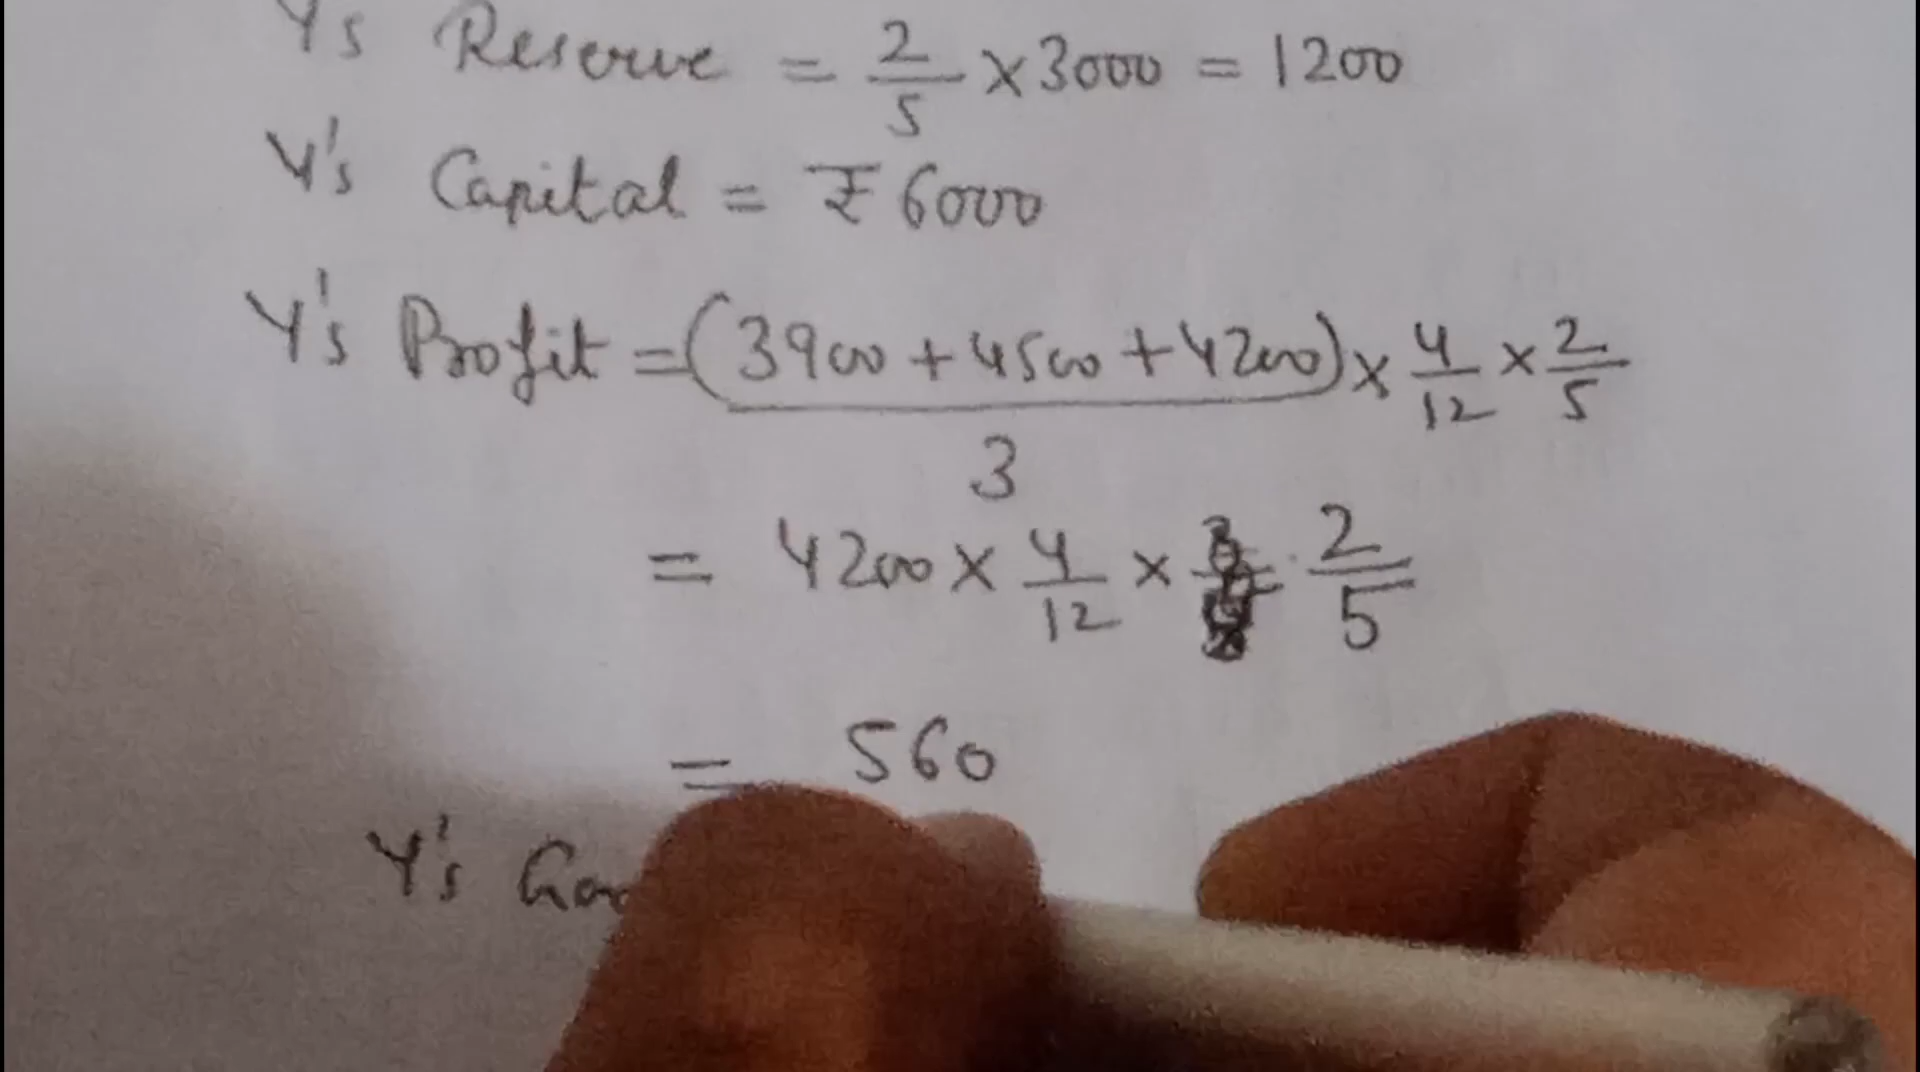 Y's Reserve = 2/5 × 3000 = 1200
Y's Capital = ₹ 6000
Y's Profit = (3900 + 4500 + 4200)/3 × 4/12 × 2/5
= 4200 × 4/12 × 2/5
= 560
Y's